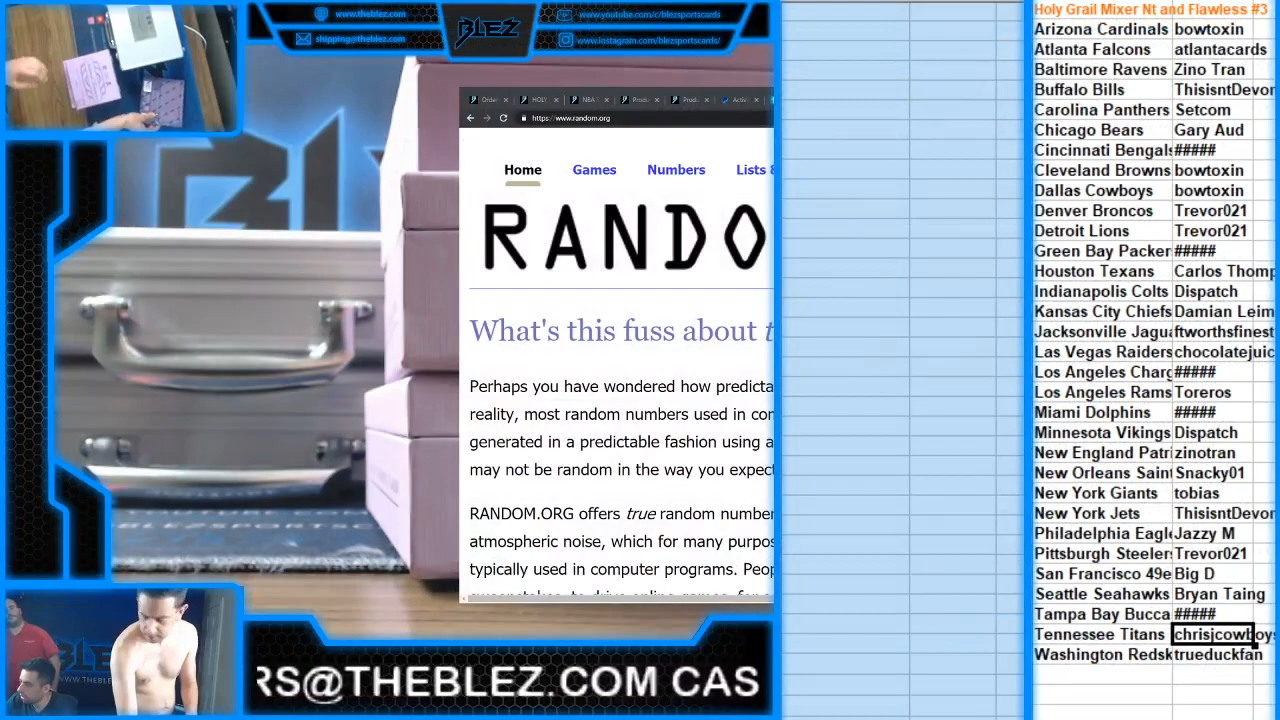 www.theblez.com
shipping@theblez.com
BLEZ
www.youtube.com/c/blezsportscards
www.instagram.com/blezsportscards/
https://www.random.org
Home Games Numbers Lists &
RANDO
What's this fuss about t
Perhaps you have wondered how predicta
reality, most random numbers used in con
generated in a predictable fashion using a
may not be random in the way you expect
RANDOM.ORG offers true random number
atmospheric noise, which for many purpos
typically used in computer programs. Peop
RS@THEBLEZ.COM CAS
Holy Grail Mixer Nt and Flawless #3
Arizona Cardinals bowtoxin
Atlanta Falcons atlantacards
Baltimore Ravens Zino Tran
Buffalo Bills ThisisntDevor
Carolina Panthers Setcom
Chicago Bears Gary Aud
Cincinnati Bengals #####
Cleveland Browns bowtoxin
Dallas Cowboys bowtoxin
Denver Broncos Trevor021
Detroit Lions Trevor021
Green Bay Packer #####
Houston Texans Carlos Thomp
Indianapolis Colts Dispatch
Kansas City Chiefs Damian Leim
Jacksonville Jagua ftworthsfinest
Las Vegas Raiders chocolatejuic
Los Angeles Charg #####
Los Angeles Rams Toreros
Miami Dolphins #####
Minnesota Vikings Dispatch
New England Patri zinotran
New Orleans Saint Snacky01
New York Giants tobias
New York Jets ThisisntDevor
Philadelphia Eagle Jazzy M
Pittsburgh Steelers Trevor021
San Francisco 49e Big D
Seattle Seahawks Bryan Taing
Tampa Bay Bucca #####
Tennessee Titans chrisjcowboys
Washington Redsk trueduckfan